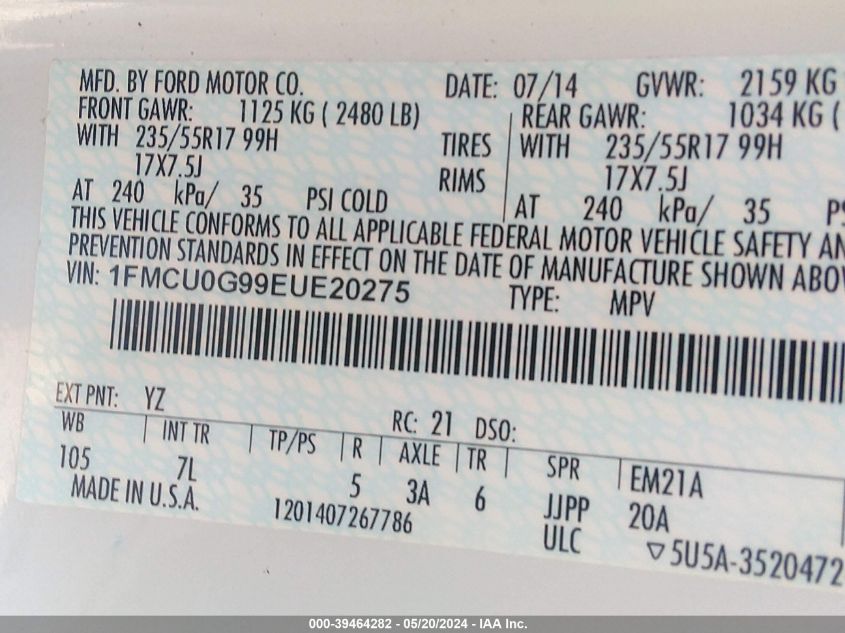 MFD. BY FORD MOTOR CO. DATE: 07/14 GVWR: 2159 KG
FRONT GAWR: 1125 KG ( 2480 LB) REAR GAWR: 1034 KG (
WITH 235/55R17 99H TIRES WITH 235/55R17 99H
17X7.5J RIMS 17X7.5J
AT 240 kPa/ 35 PSI COLD AT 240 kPa/ 35
THIS VEHICLE CONFORMS TO ALL APPLICABLE FEDERAL MOTOR VEHICLE SAFETY
PREVENTION STANDARDS IN EFFECT ON THE DATE OF MANUFACTURE SHOWN
VIN: 1FMCU0G99EUE20275 TYPE: MPV
EXT PNT: YZ RC: 21 DSO:
WB INT TR TP/PS R AXLE TR SPR EM21A
105 7L 5 3A 6 JJPP 20A
MADE IN U.S.A. 1201407267786 ULC ▽5U5A-3520472
000-39464282 - 05/20/2024 - IAA Inc.